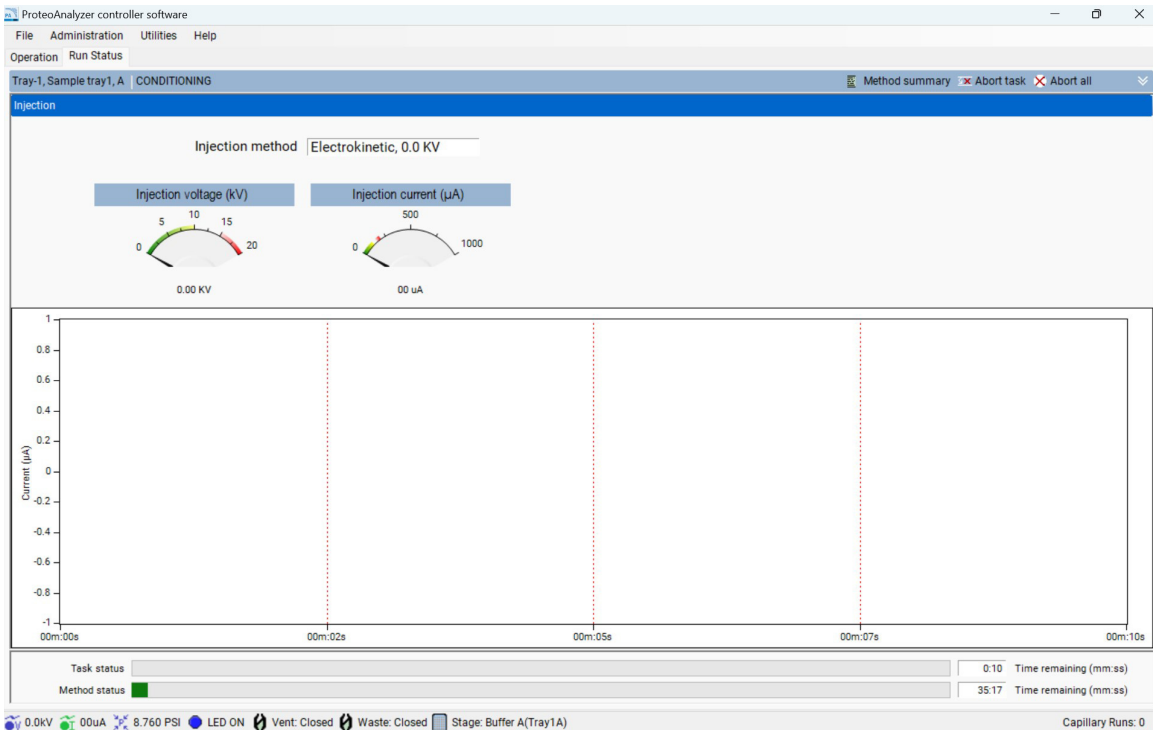 ProteoAnalyzer controller software
File Administration Utilities Help
Operation Run Status
Tray-1, Sample tray1, A CONDITIONING Method summary Abort task Abort all
Injection
Injection method Electrokinetic, 0.0 KV
Injection voltage (kV) Injection current (µA)
0 5 10 15 20 0 500 1000
0.00 KV 00 uA
Current (µA)
1
0.8
0.6
0.4
0.2
0
-0.2
-0.4
-0.6
-0.8
-1
00m:00s 00m:02s 00m:05s 00m:07s 00m:10s
Task status 0:10 Time remaining (mm:ss)
Method status 35:17 Time remaining (mm:ss)
V 0.0kV I 00uA P 8.760 PSI LED ON Vent: Closed Waste: Closed Stage: Buffer A(Tray1A) Capillary Runs: 0